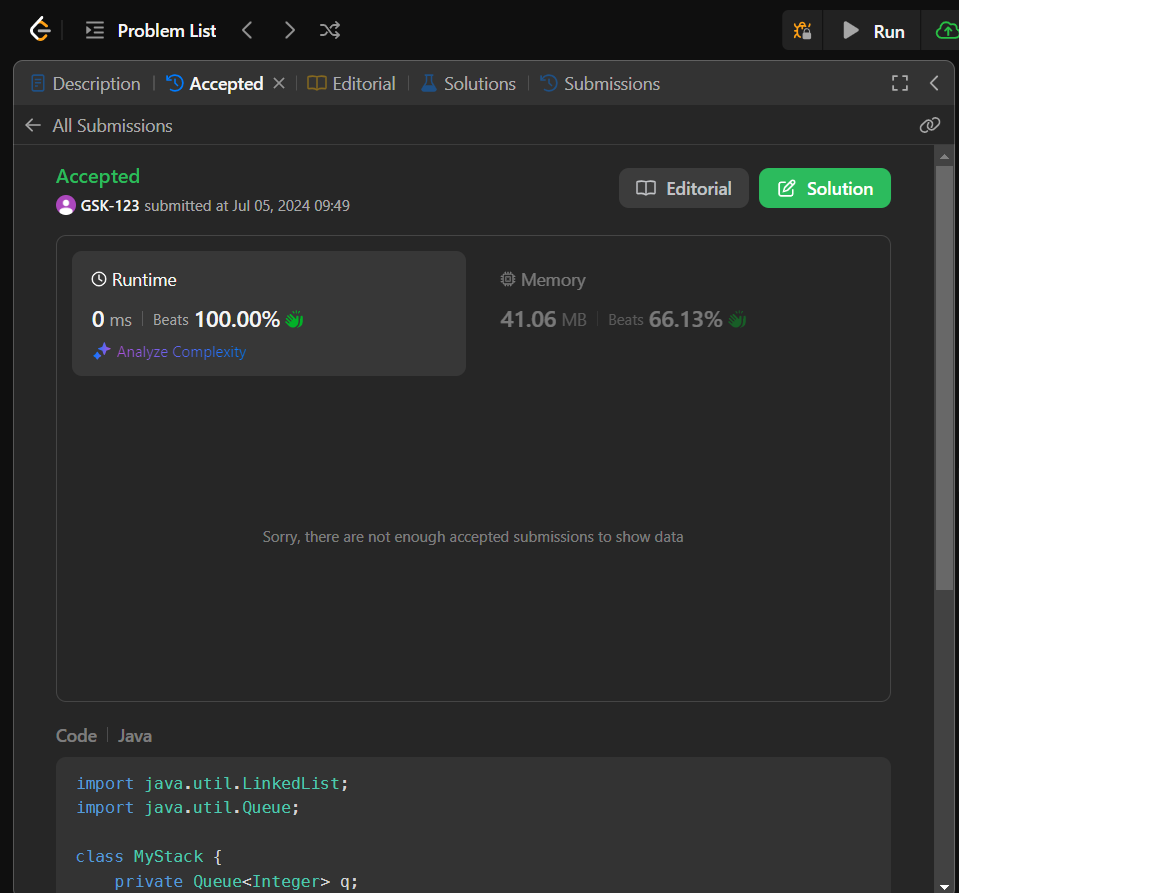 Problem List
Run
Description
Accepted
Editorial
Solutions
Submissions
All Submissions
Accepted
GSK-123 submitted at Jul 05, 2024 09:49
Editorial
Solution
Runtime
0 ms
Beats 100.00%
Analyze Complexity
Memory
41.06 MB
Beats 66.13%
Sorry, there are not enough accepted submissions to show data
Code
Java
import java.util.LinkedList;
import java.util.Queue;
class MyStack {
private Queue<Integer> q;